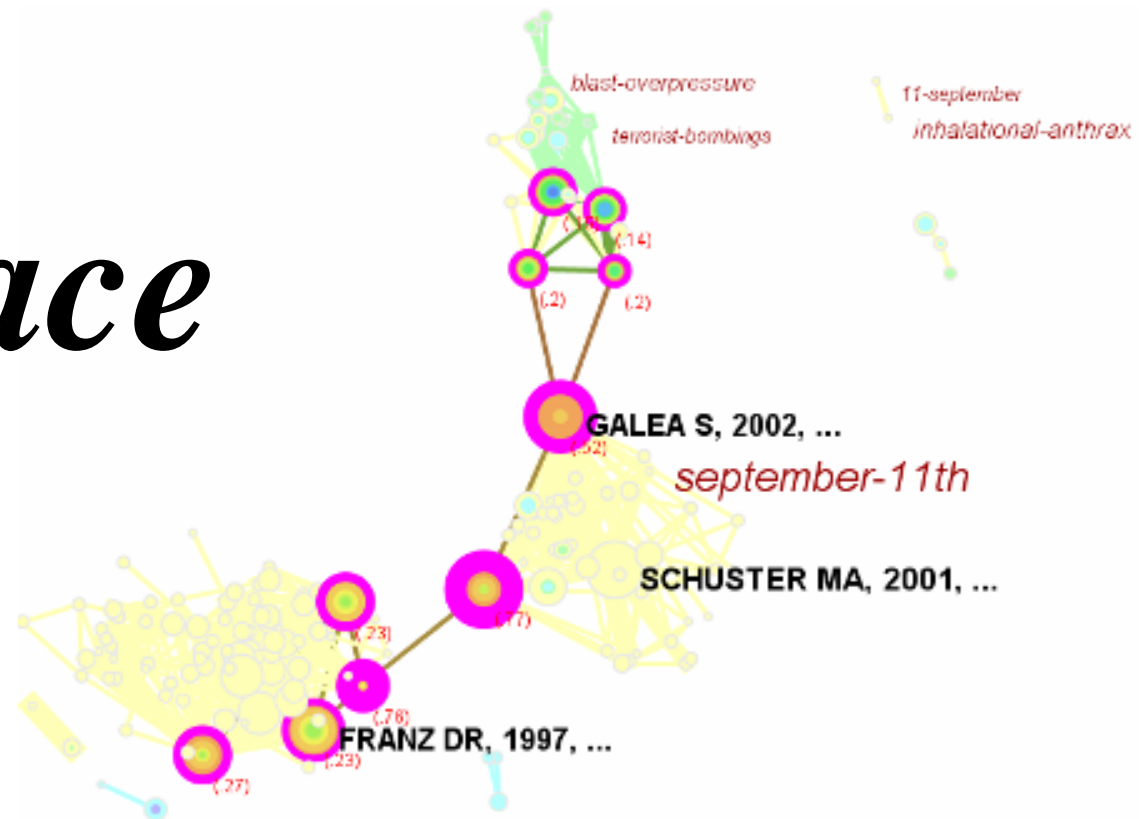 blast-overpressure
11-september
inhalational-anthrax
terrorist-bombings
(.14)
(.2)
(.2)
ace
GALEA S, 2002, ...
(.52)
september-11th
SCHUSTER MA, 2001, ...
(.77)
(.23)
(.76)
FRANZ DR, 1997, ...
(.23)
(.27)